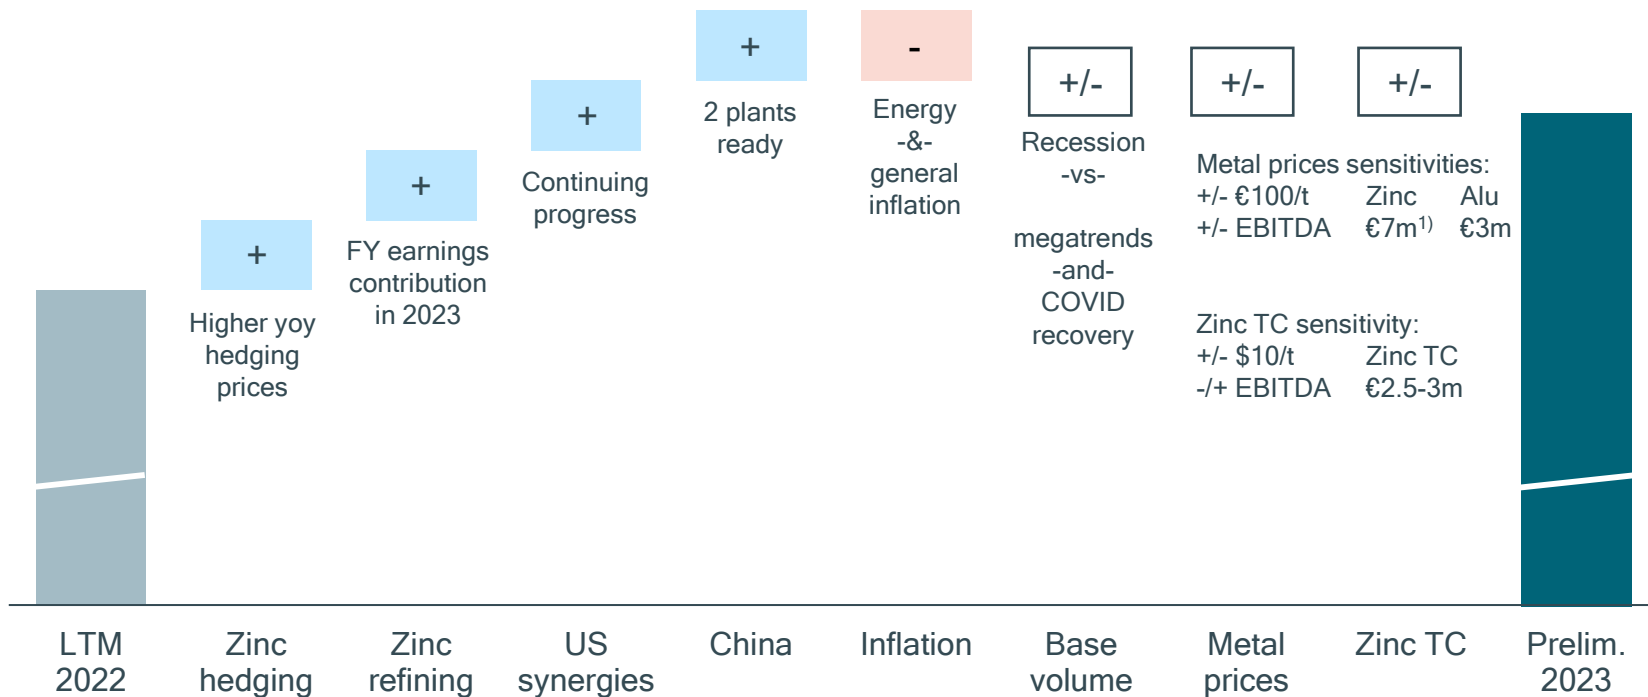 +
Higher yoy
hedging
prices
+
FY earnings
contribution
in 2023
+
Continuing
progress
+
2 plants
ready
-
Energy
-&-
general
inflation
+/-
Recession
-vs-
megatrends
-and-
COVID
recovery
+/-
+/-
Metal prices sensitivities:
+/- €100/t Zinc Alu
+/- EBITDA €7m1) €3m
Zinc TC sensitivity:
+/- $10/t Zinc TC
-/+ EBITDA €2.5-3m
LTM
2022
Zinc
hedging
Zinc
refining
US
synergies
China
Inflation
Base
volume
Metal
prices
Zinc TC
Prelim.
2023